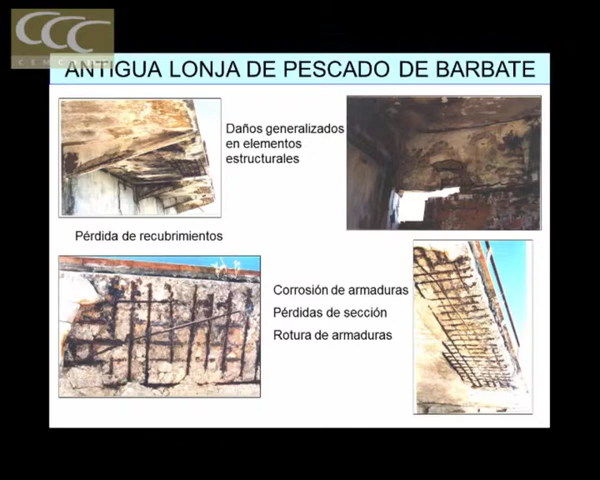 CCC
CEMCO
ANTIGUA LONJA DE PESCADO DE BARBATE
Daños generalizados
en elementos
estructurales
Pérdida de recubrimientos
Corrosión de armaduras
Pérdidas de sección
Rotura de armaduras